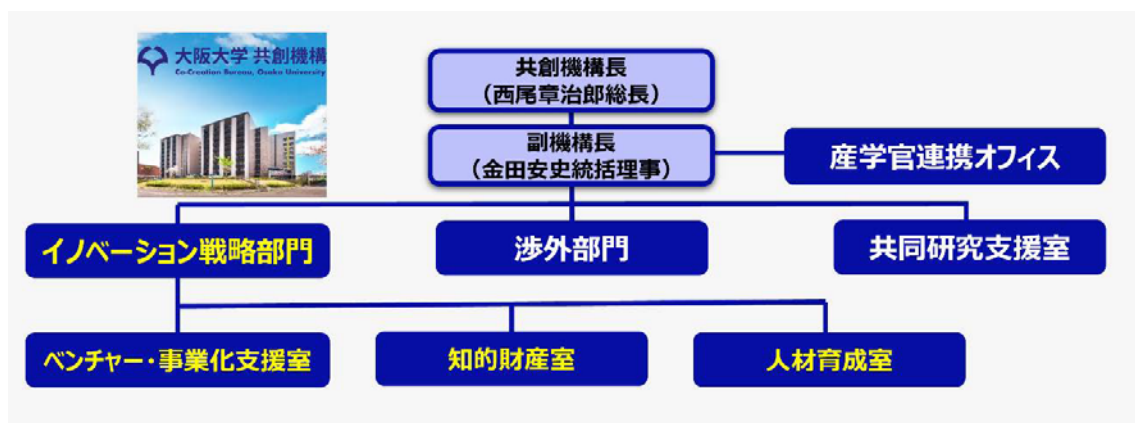 大阪大学 共創機構
Co-Creation Bureau, Osaka University
共創機構長
（西尾章治郎総長）
副機構長
（金田安史統括理事）
産学官連携オフィス
イノベーション戦略部門
渉外部門
共同研究支援室
ベンチャー・事業化支援室
知的財産室
人材育成室